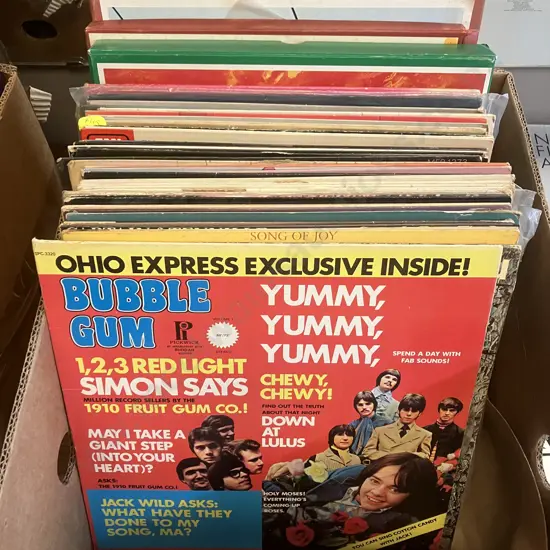 SONG OF JOY
SPC-3320
OHIO EXPRESS EXCLUSIVE INSIDE!
BUBBLE
GUM
PICKWICK
YUMMY,
YUMMY,
YUMMY,
SPEND A DAY WITH
FAB SOUNDS!
1,2,3 RED LIGHT
SIMON SAYS
MILLION RECORD SELLERS BY THE
1910 FRUIT GUM CO.!
CHEWY,
CHEWY!
FIND OUT THE TRUTH
ABOUT THAT NIGHT
DOWN
AT
LULUS
MAY I TAKE A
GIANT STEP
(INTO YOUR
HEART)?
ASKS:
THE 1910 FRUIT GUM CO.!
JACK WILD ASKS:
WHAT HAVE THEY
DONE TO MY
SONG, MA?
HOLY MOSES!
EVERYTHING'S
COMING UP
ROSES.
YOU CAN SING COTTON CANDY
WITH JACK!